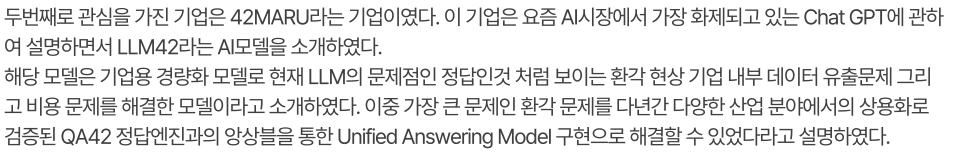 두번째로 관심을 가진 기업은 42MARU라는 기업이였다. 이 기업은 요즘 AI시장에서 가장 화제되고 있는 Chat GPT에 관하
여 설명하면서 LLM42라는 AI모델을 소개하였다.
해당 모델은 기업용 경량화 모델로 현재 LLM의 문제점인 정답인것 처럼 보이는 환각 현상 기업 내부 데이터 유출문제 그리
고 비용 문제를 해결한 모델이라고 소개하였다. 이중 가장 큰 문제인 환각 문제를 다년간 다양한 산업 분야에서의 상용화로
검증된 QA42 정답엔진과의 앙상블을 통한 Unified Answering Model 구현으로 해결할 수 있었다라고 설명하였다.